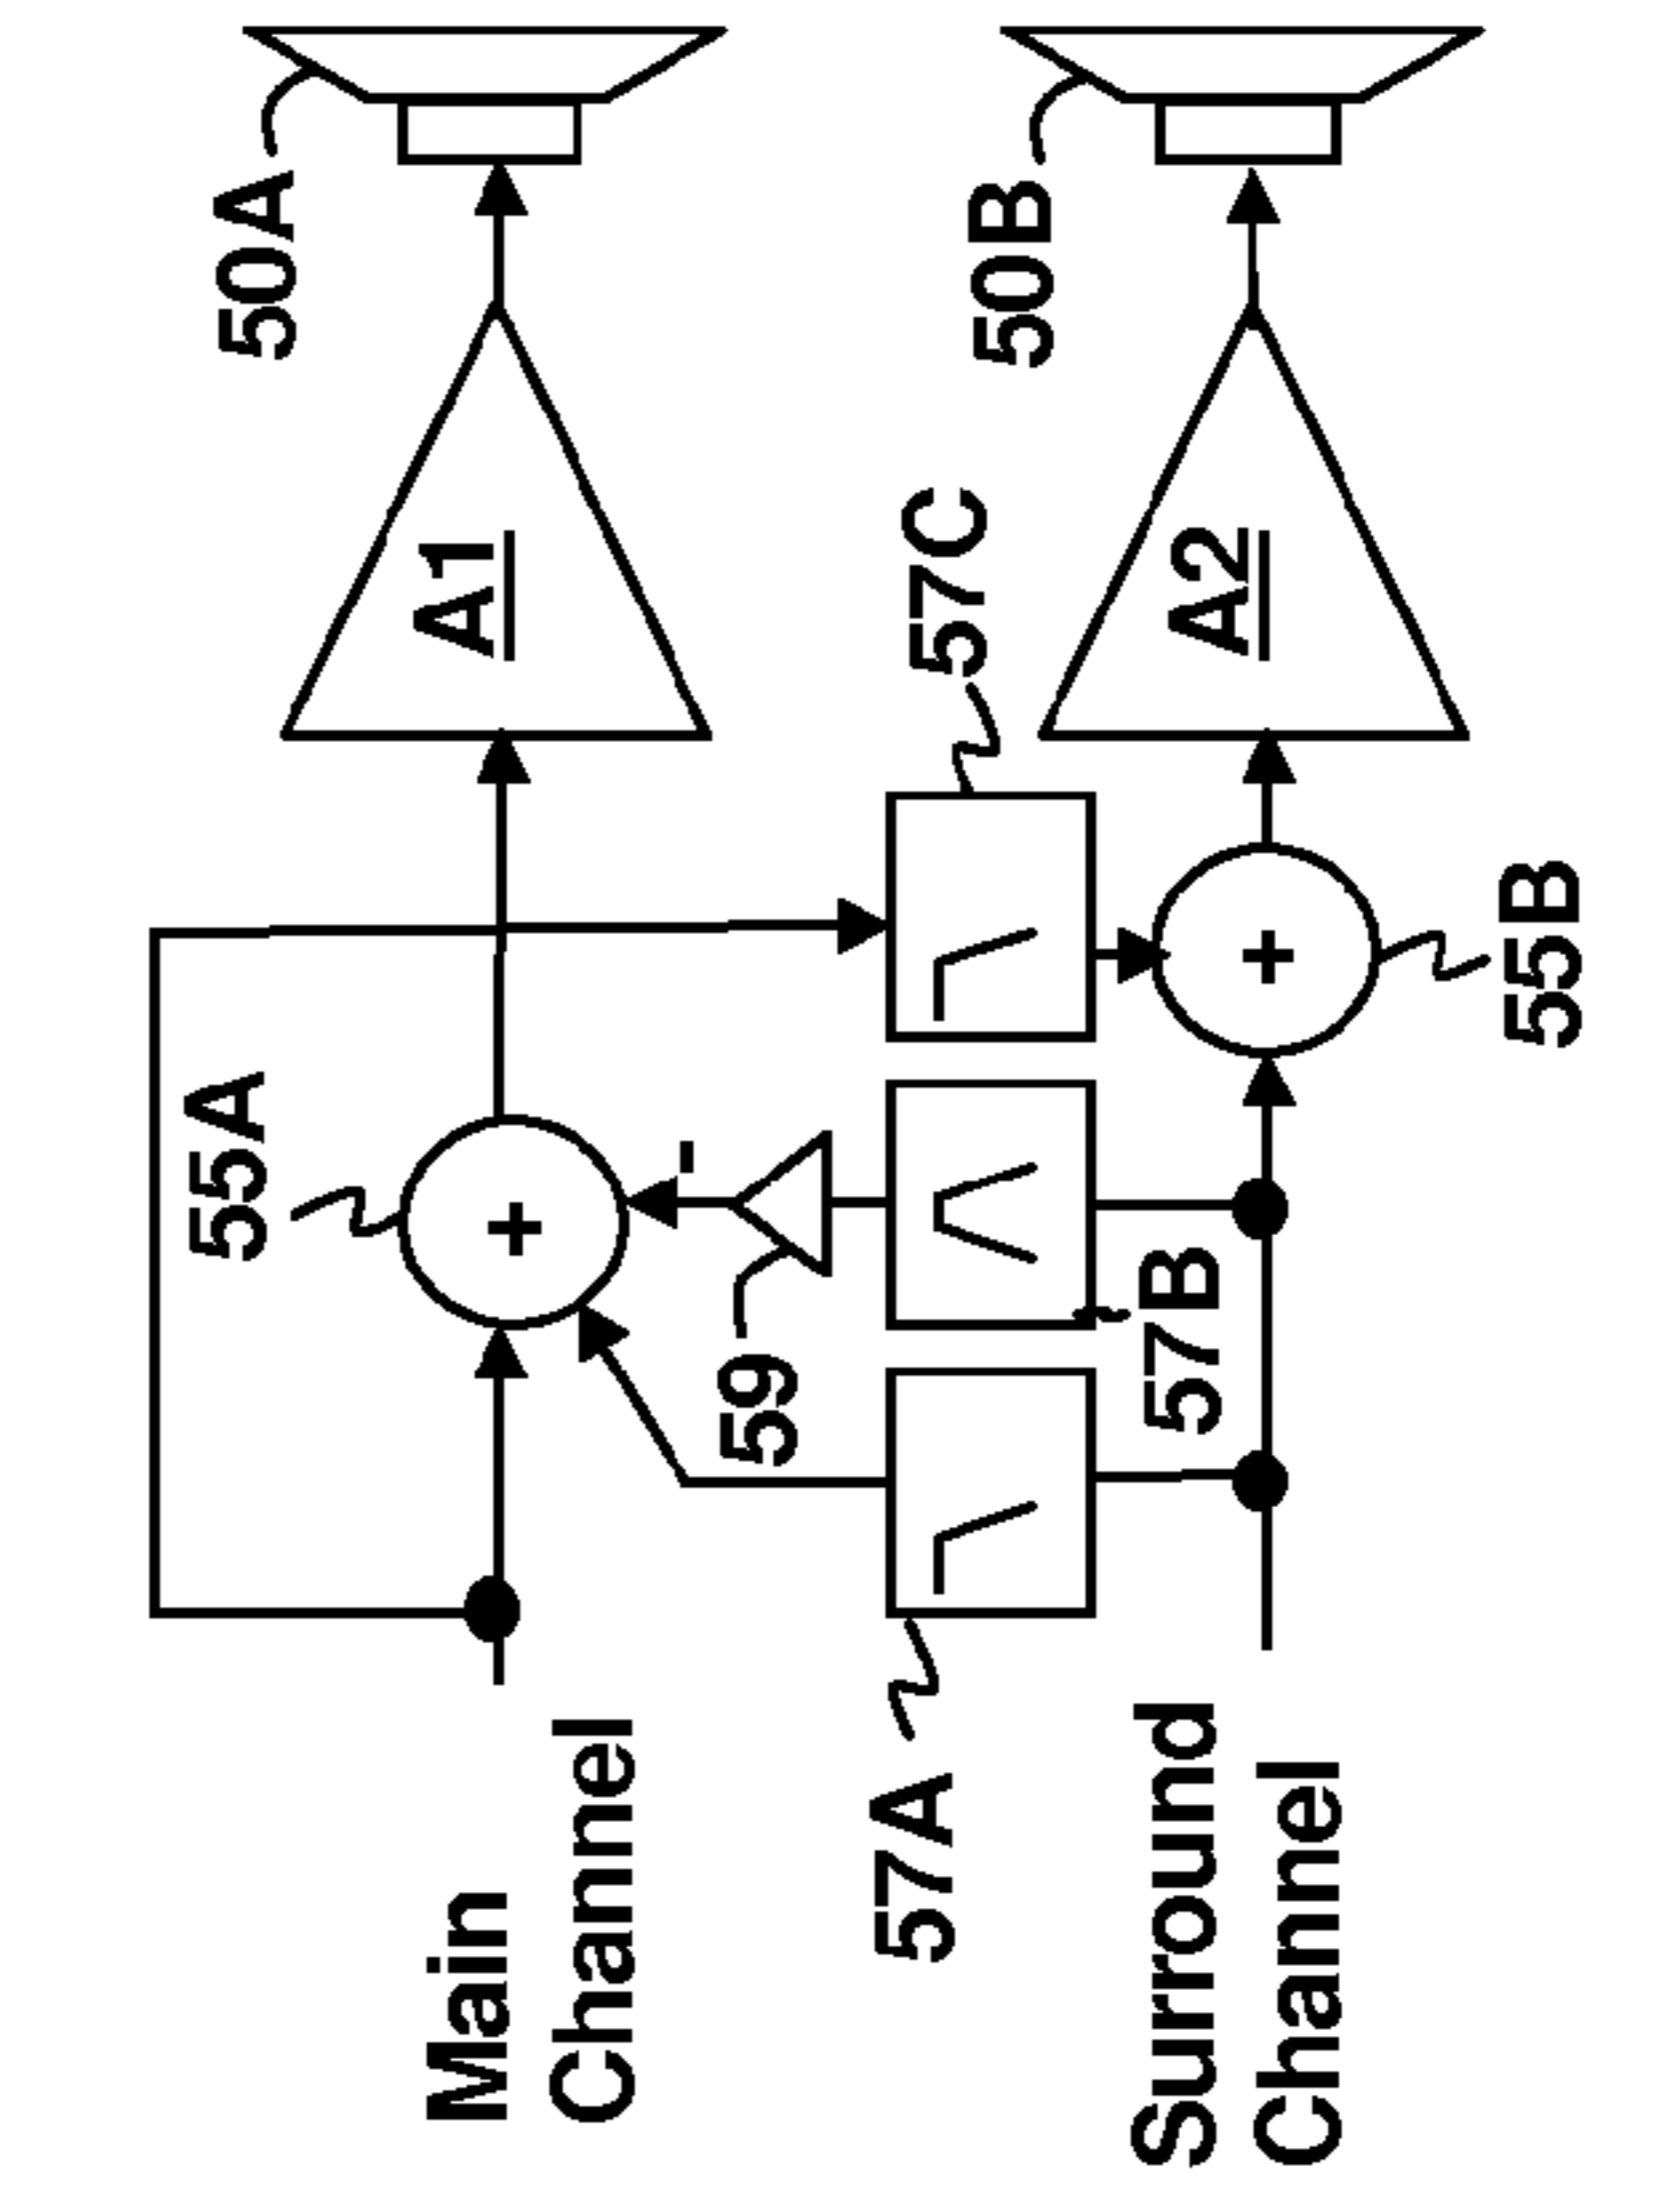 Main
Channel
55A
50A
+
A1
-
59
57A
57B
57C
Surround
Channel
+
A2
50B
55B